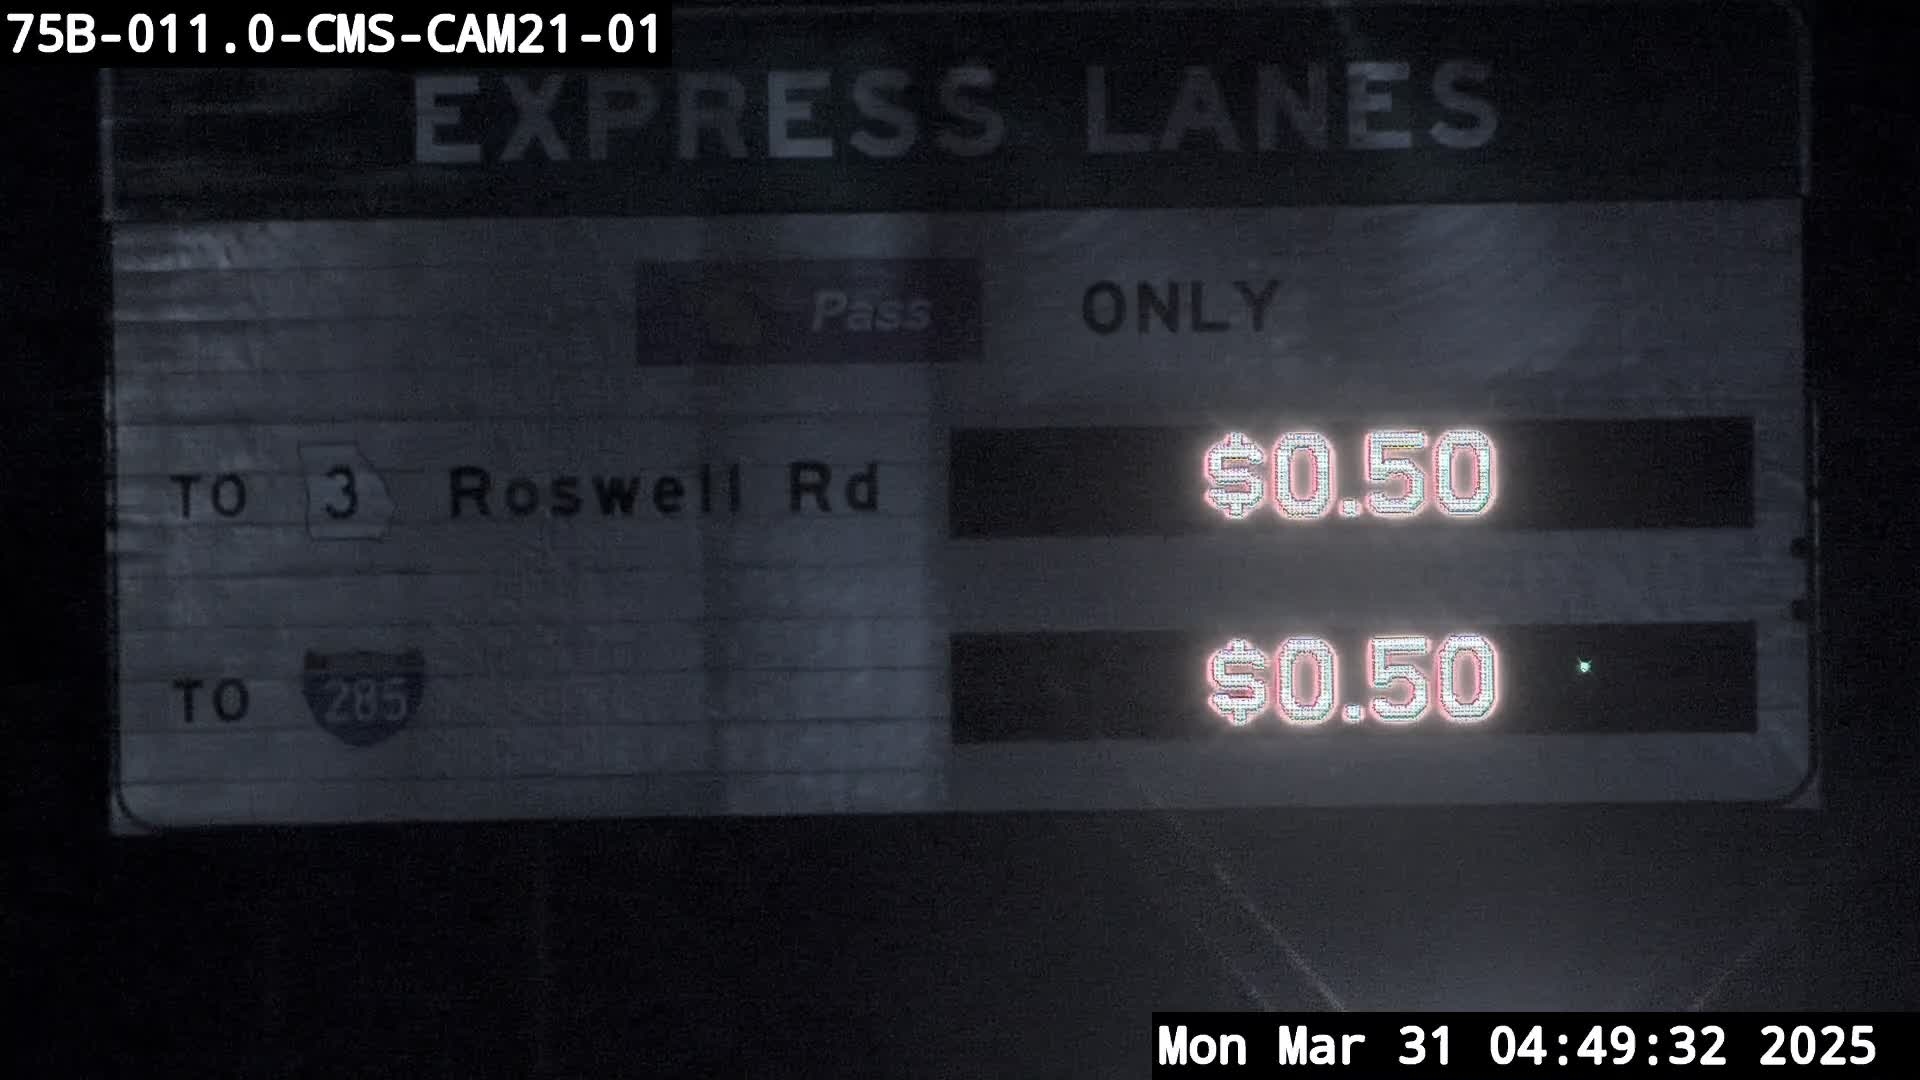 75B-011.0-CMS-CAM21-01
EXPRESS LANES
Pass ONLY
TO 3 Roswell Rd $0.50
TO 285 $0.50
Mon Mar 31 04:49:32 2025